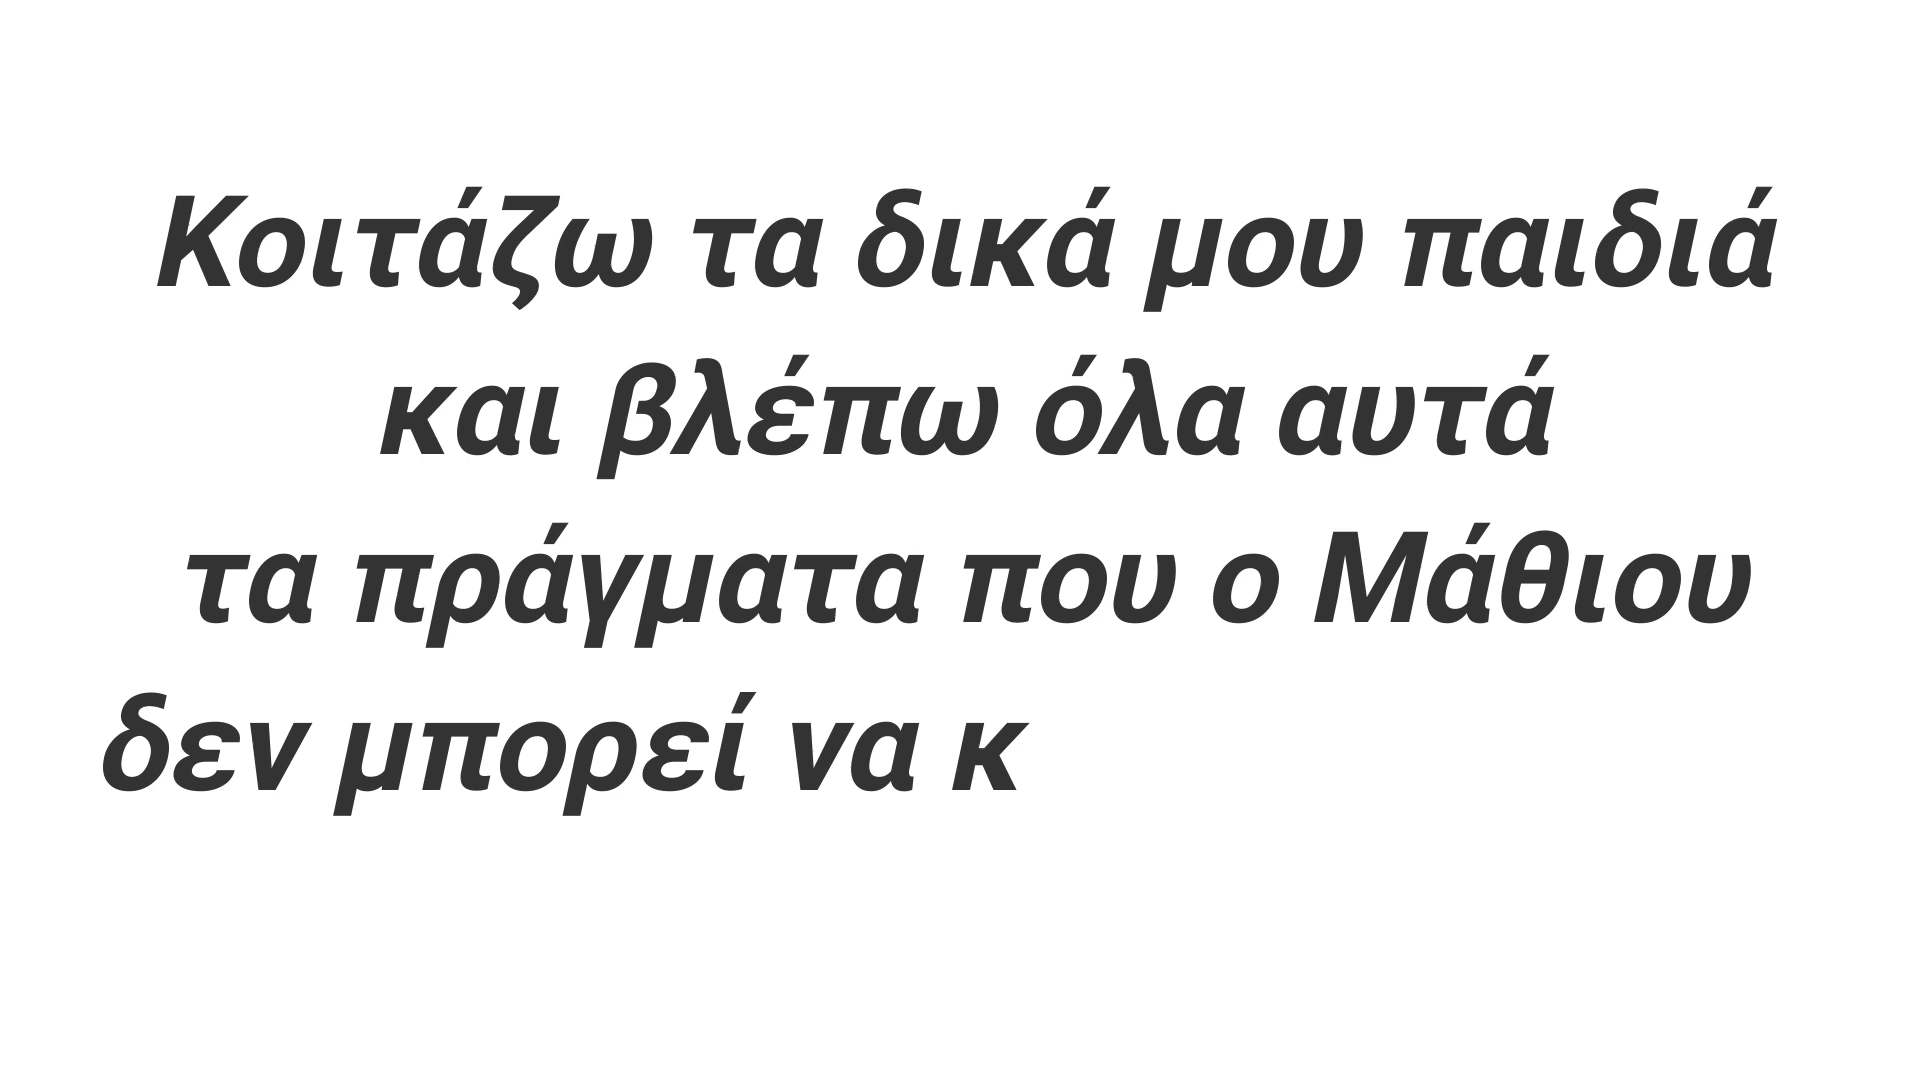 Κοιτάζω τα δικά μου παιδιά
και βλέπω όλα αυτά
τα πράγματα που ο Μάθιου
δεν μπορεί να κ